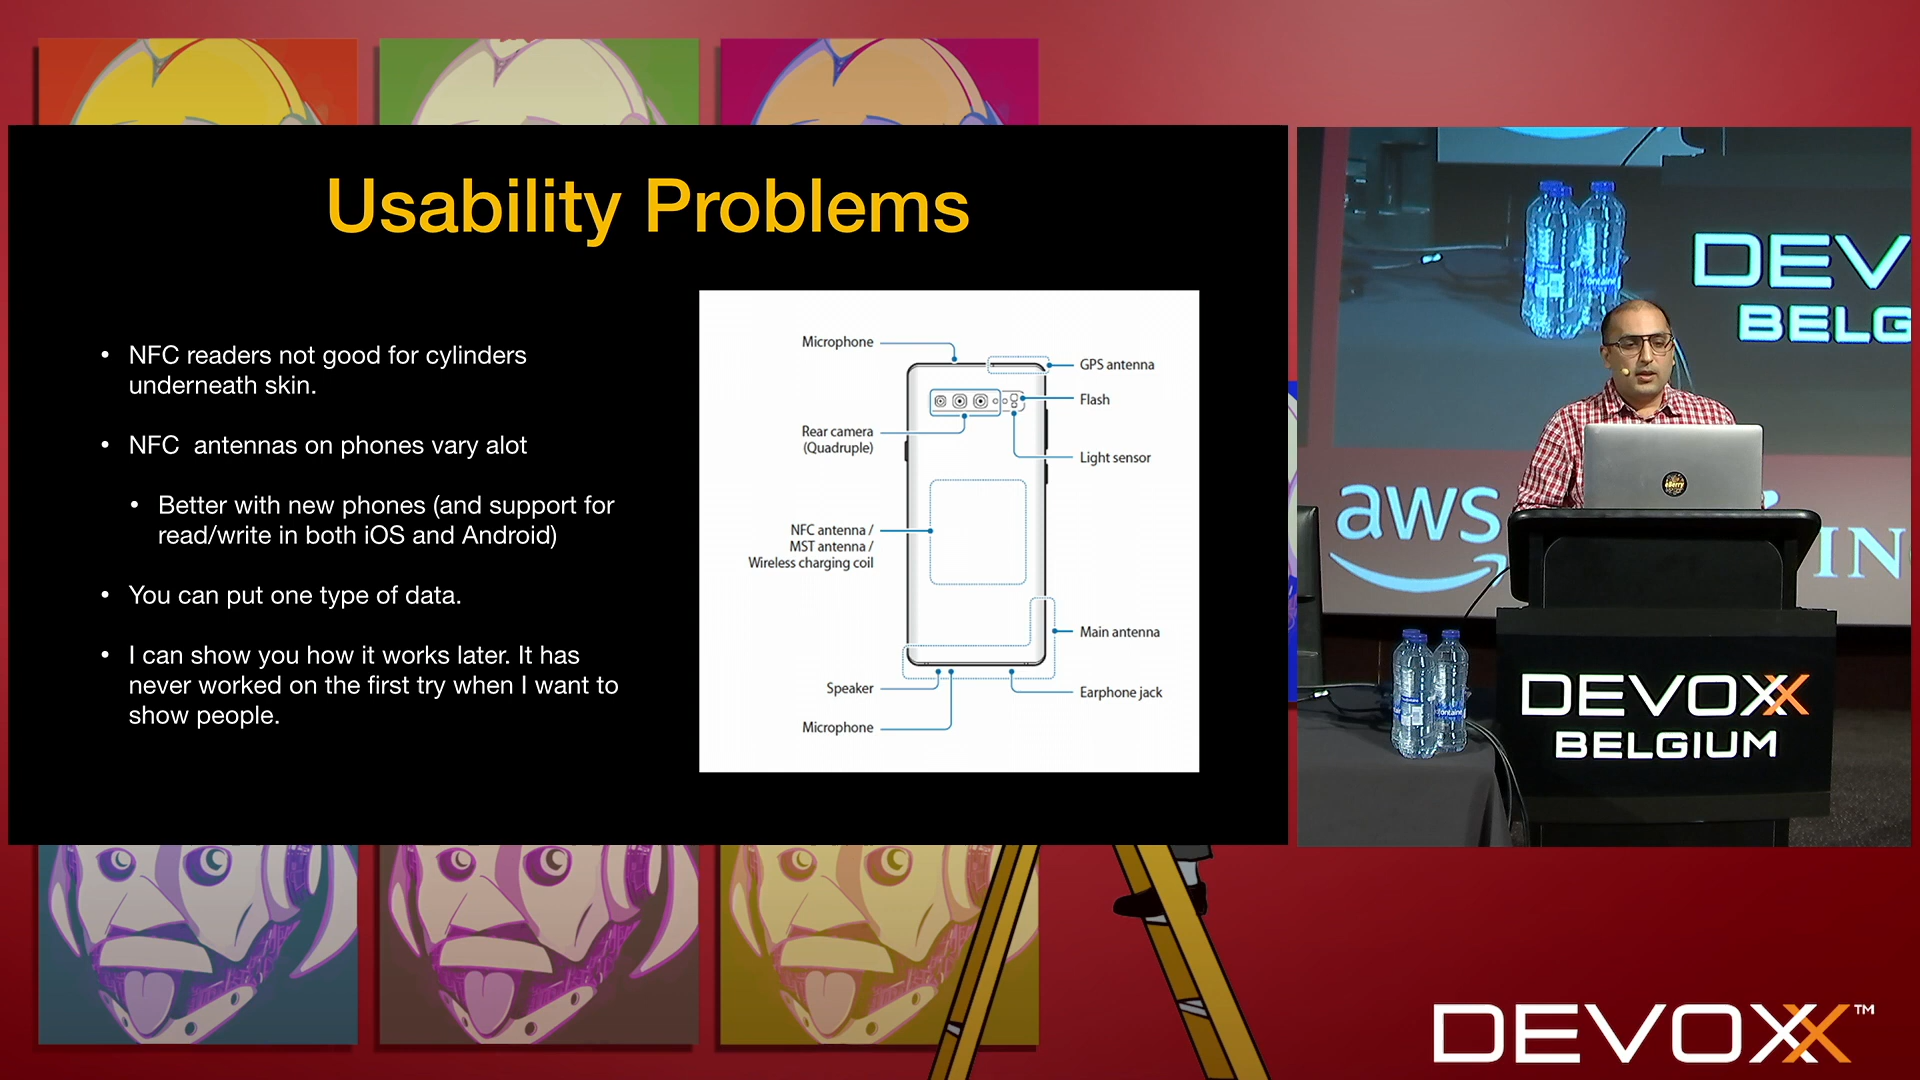 Usability Problems
• NFC readers not good for cylinders
underneath skin.
• NFC  antennas on phones vary alot
• Better with new phones (and support for
read/write in both iOS and Android)
• You can put one type of data.
• I can show you how it works later. It has
never worked on the first try when I want to
show people.
Microphone
GPS antenna
Flash
Rear camera
(Quadruple)
Light sensor
NFC antenna /
MST antenna /
Wireless charging coil
Main antenna
Speaker
Earphone jack
Microphone
DEV
BELG
aws
IN
DEVOXX
BELGIUM
DEVOXX™